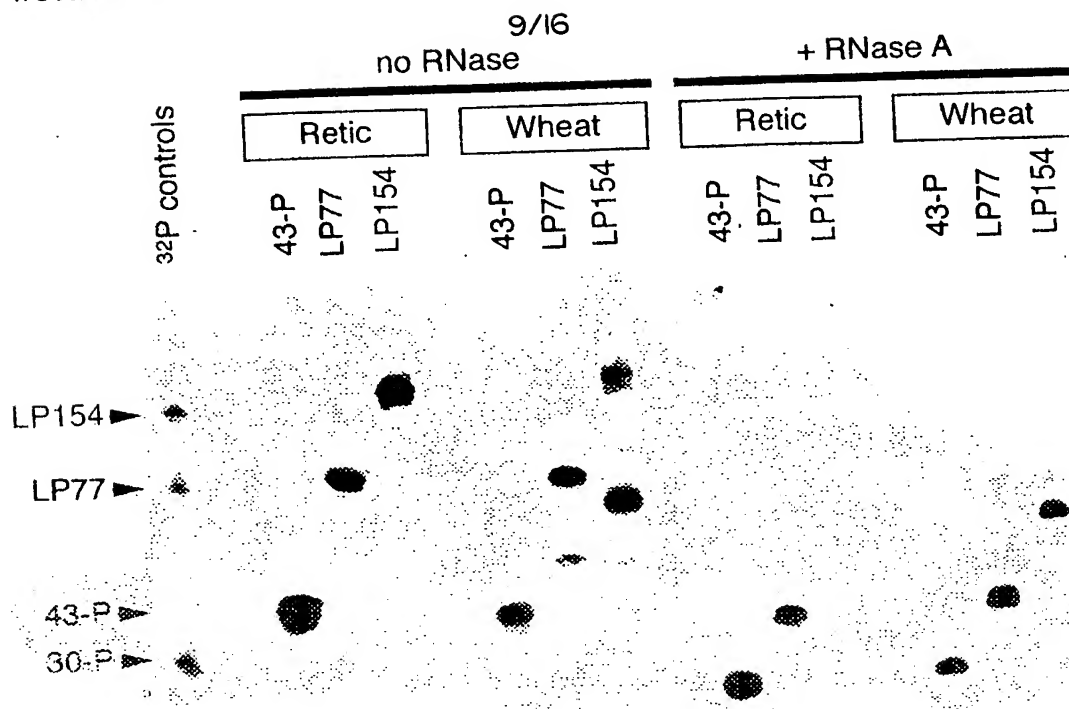 9/16
no RNase + RNase A
Retic Wheat Retic Wheat
32P controls 43-P LP77 LP154 43-P LP77 LP154 43-P LP77 LP154 43-P LP77 LP154
LP154
LP77
43-P
30-P